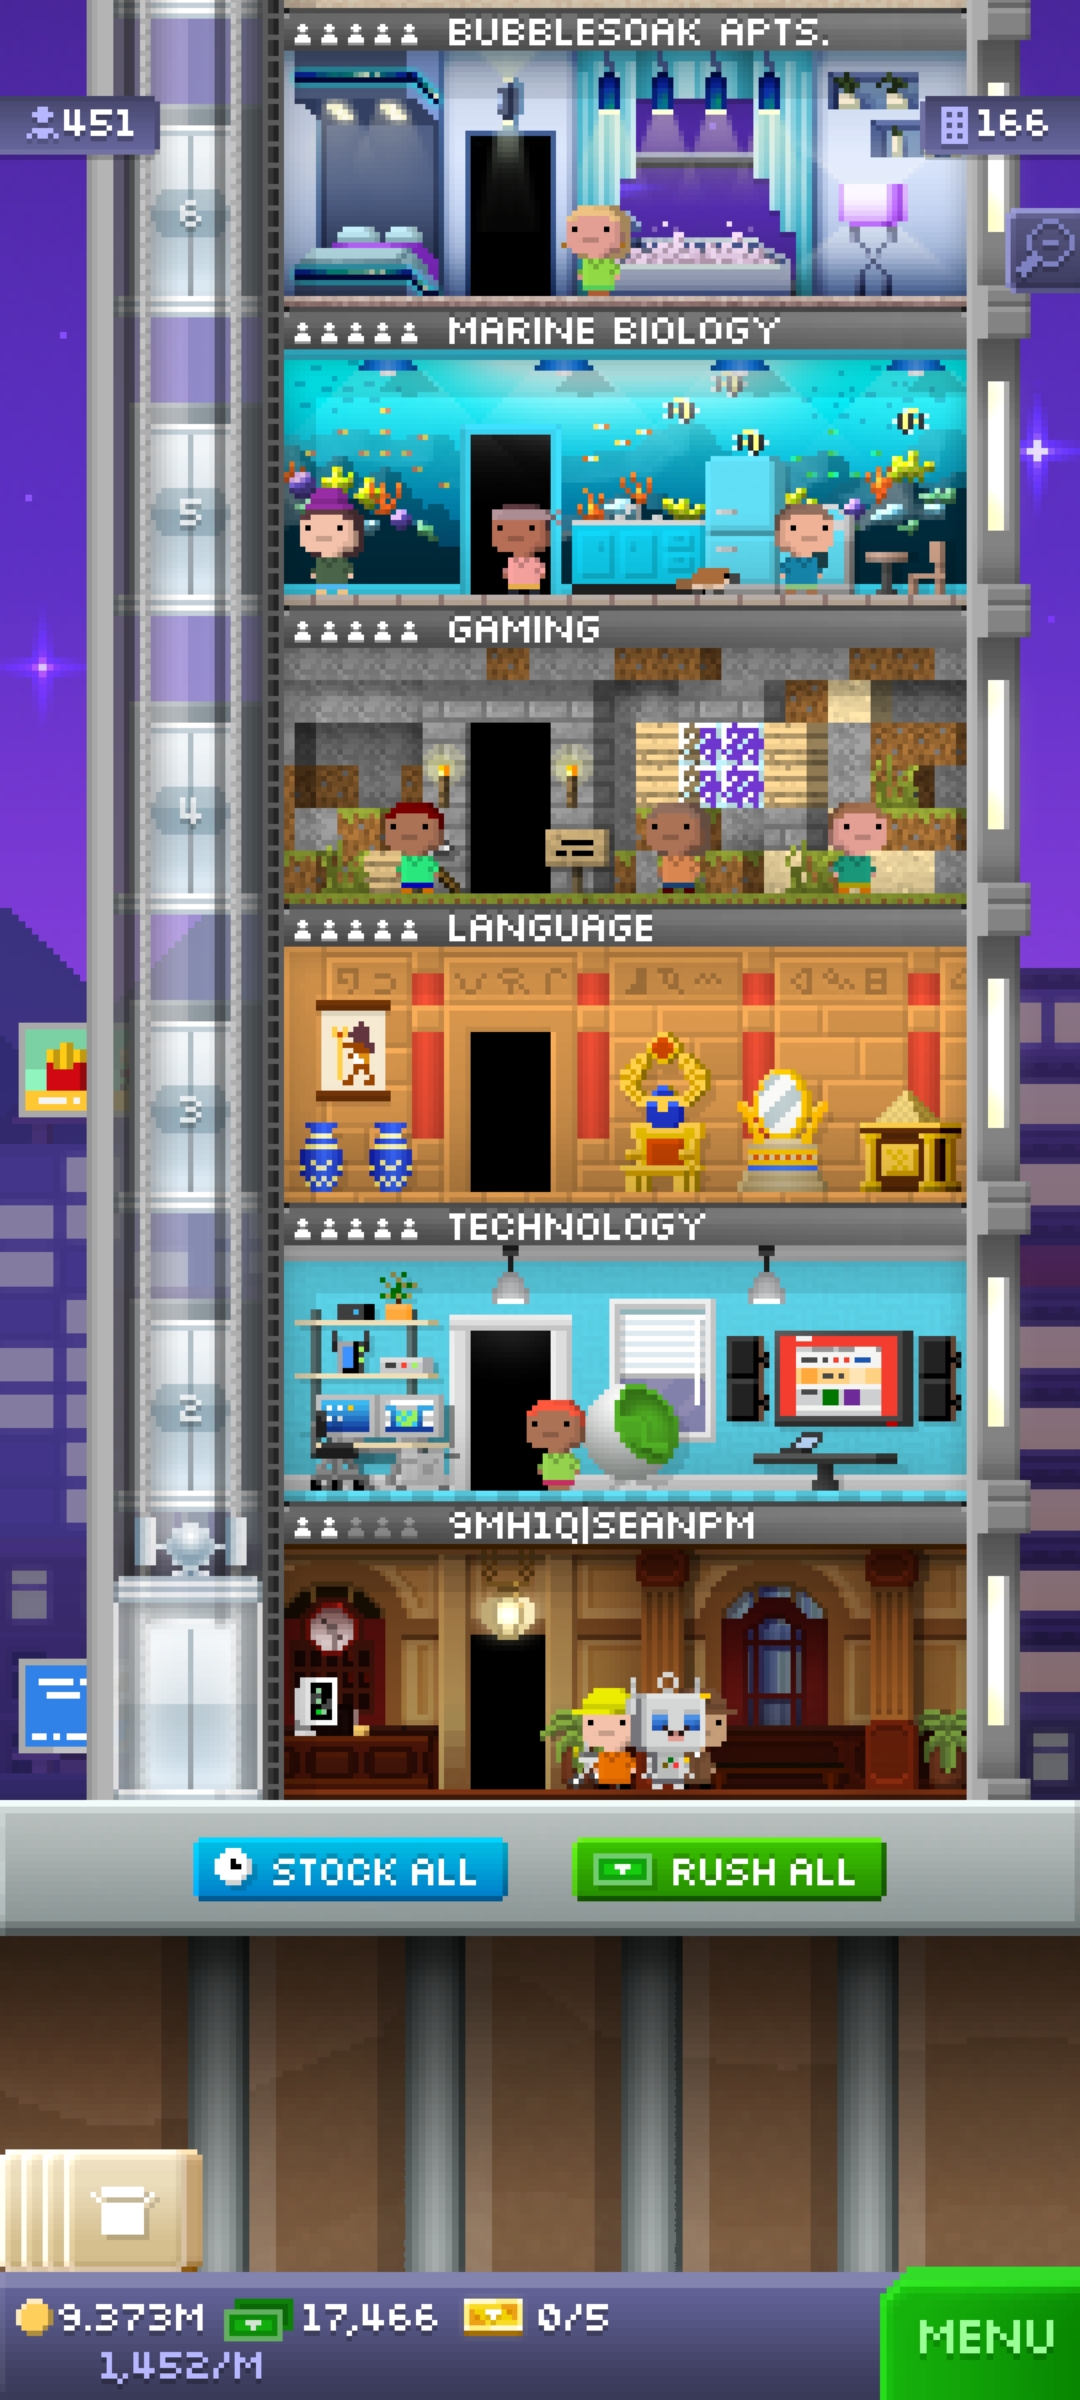 BUBBLESOAK APTS.
451
166
6
MARINE BIOLOGY
5
GAMING
4
LANGUAGE
3
TECHNOLOGY
2
9MH1Q|SEANPM
STOCK ALL
RUSH ALL
9.373M 17,466 0/5
1,452/M
MENU